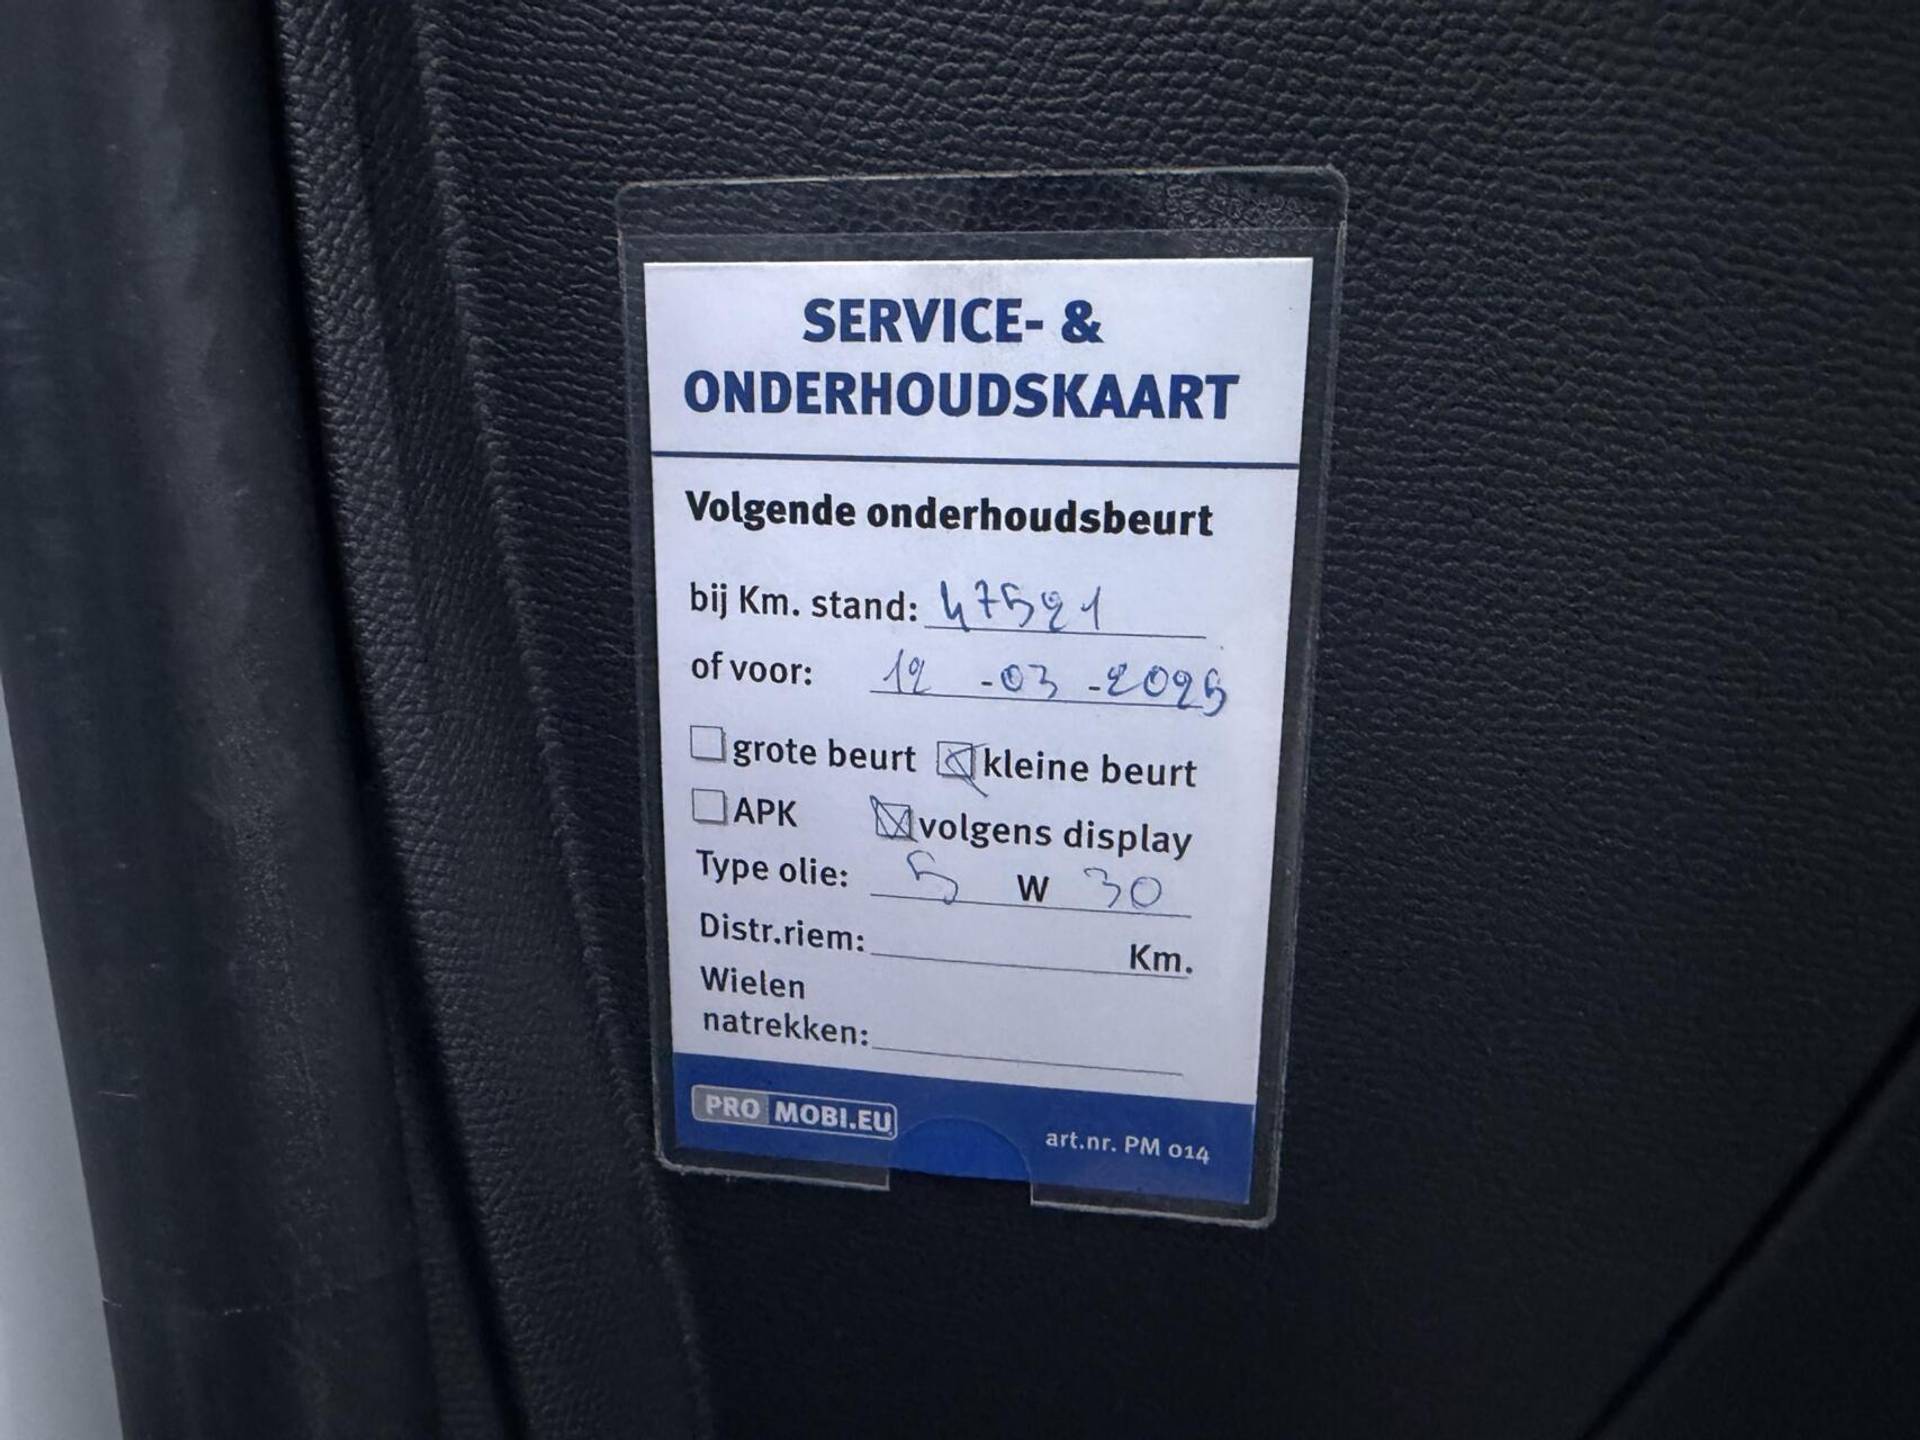 SERVICE- &
ONDERHOUDSKAART
Volgende onderhoudsbeurt
bij Km. stand: 47521
of voor: 12 -03 -2025
grote beurt kleine beurt
APK volgens display
Type olie: 5 W 30
Distr.riem: Km.
Wielen
natrekken:
PRO MOBI.EU art.nr. PM 014